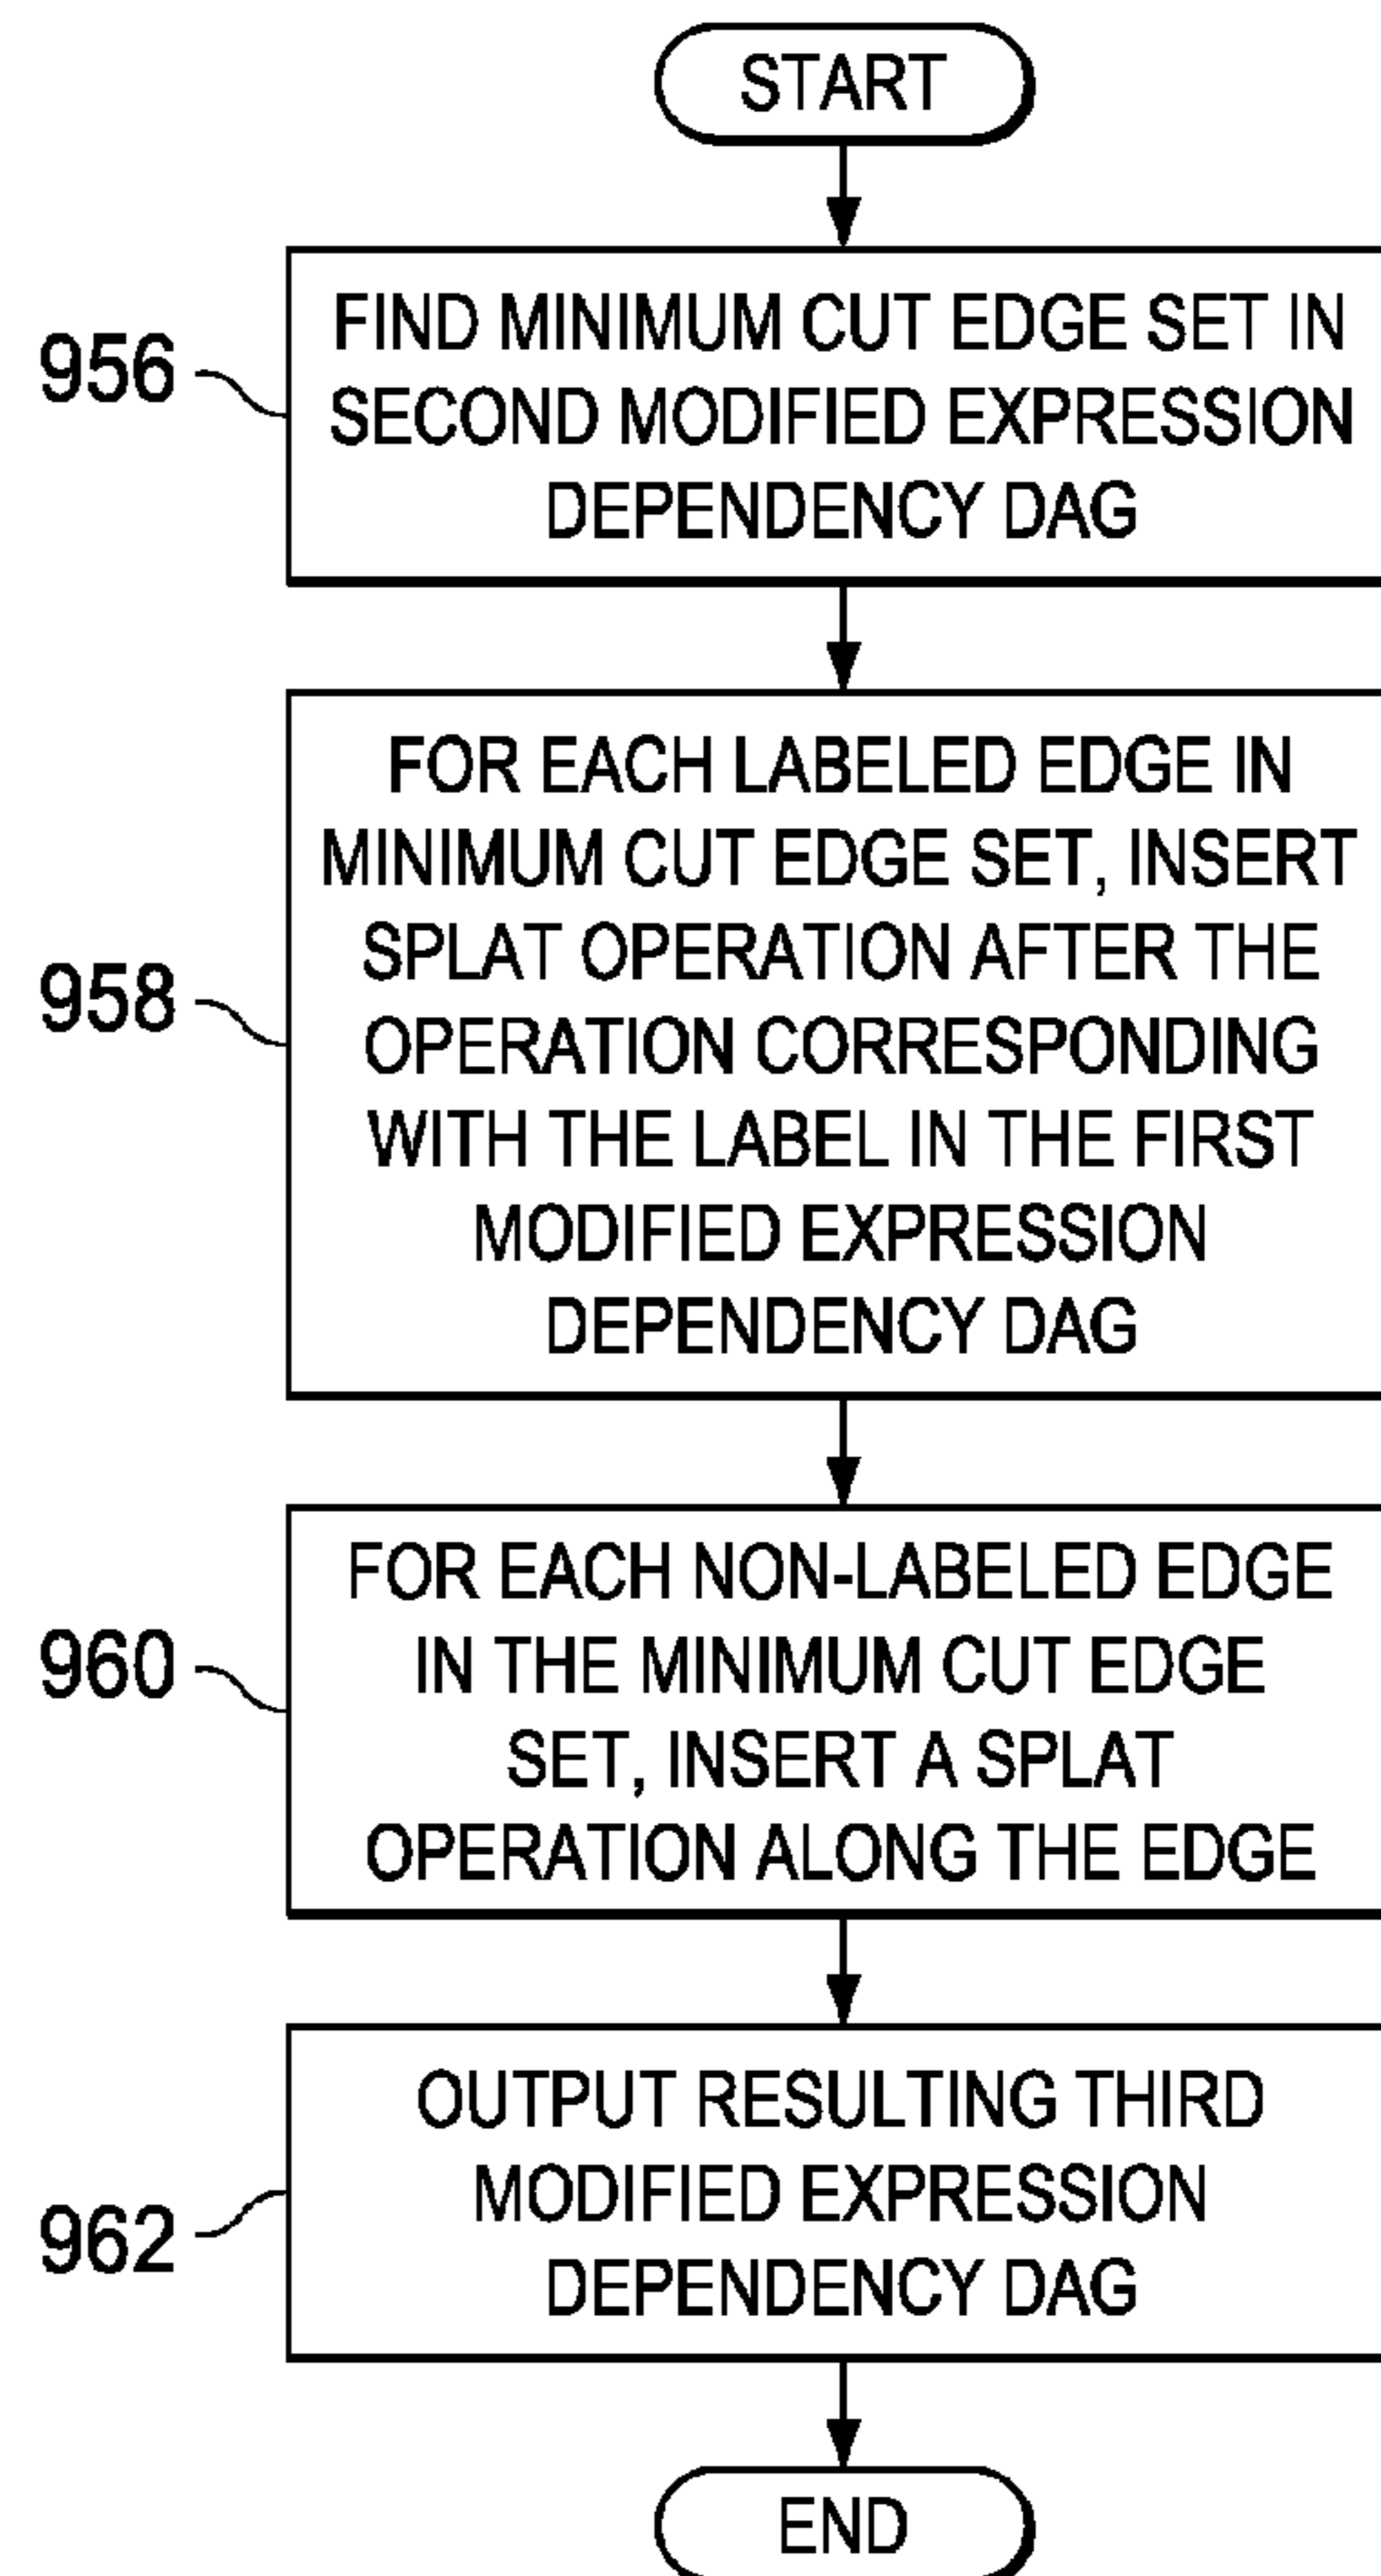 START
956
FIND MINIMUM CUT EDGE SET IN
SECOND MODIFIED EXPRESSION
DEPENDENCY DAG
958
FOR EACH LABELED EDGE IN
MINIMUM CUT EDGE SET, INSERT
SPLAT OPERATION AFTER THE
OPERATION CORRESPONDING
WITH THE LABEL IN THE FIRST
MODIFIED EXPRESSION
DEPENDENCY DAG
960
FOR EACH NON-LABELED EDGE
IN THE MINIMUM CUT EDGE
SET, INSERT A SPLAT
OPERATION ALONG THE EDGE
962
OUTPUT RESULTING THIRD
MODIFIED EXPRESSION
DEPENDENCY DAG
END